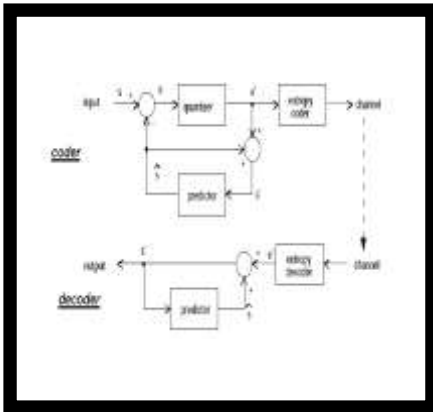 input
quantizer
entropy
coder
channel
coder
predictor
output
entropy
decoder
channel
decoder
predictor